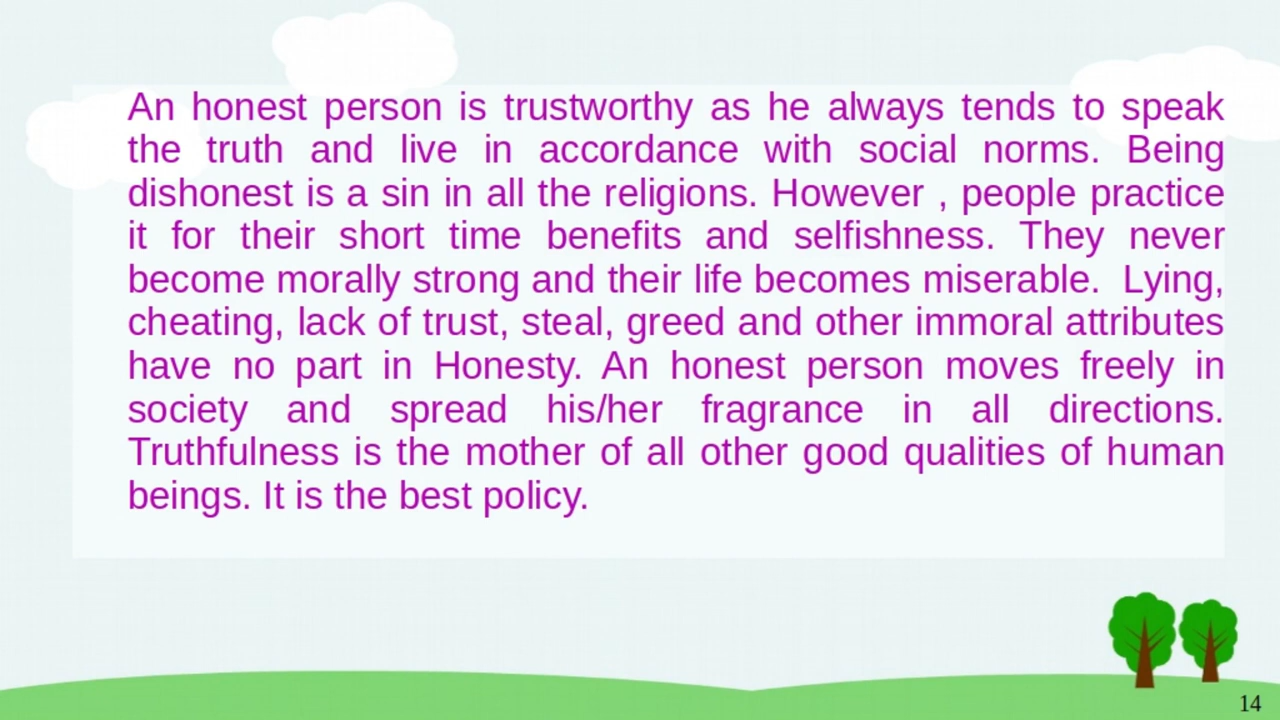 An honest person is trustworthy as he always tends to speak
the truth and live in accordance with social norms. Being
dishonest is a sin in all the religions. However , people practice
it for their short time benefits and selfishness. They never
become morally strong and their life becomes miserable.  Lying,
cheating, lack of trust, steal, greed and other immoral attributes
have no part in Honesty. An honest person moves freely in
society and spread his/her fragrance in all directions.
Truthfulness is the mother of all other good qualities of human
beings. It is the best policy.
14